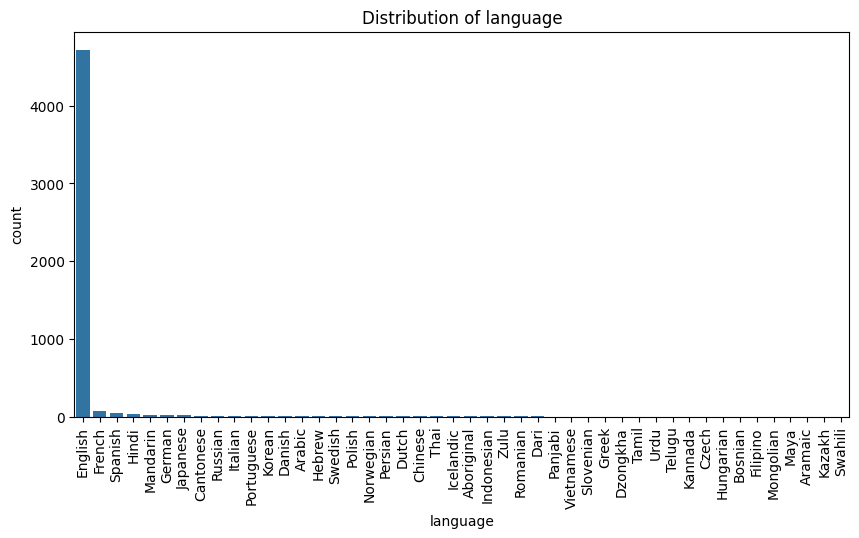 Distribution of language
count
4000
3000
2000
1000
0
English
French
Spanish
Hindi
Mandarin
German
Japanese
Cantonese
Russian
Italian
Portuguese
Korean
Danish
Arabic
Hebrew
Swedish
Polish
Norwegian
Persian
Dutch
Chinese
Thai
Icelandic
Aboriginal
Indonesian
Zulu
Romanian
Dari
Panjabi
Vietnamese
Slovenian
Greek
Dzongkha
Tamil
Urdu
Telugu
Kannada
Czech
Hungarian
Bosnian
Filipino
Mongolian
Maya
Aramaic
Kazakh
Swahili
language